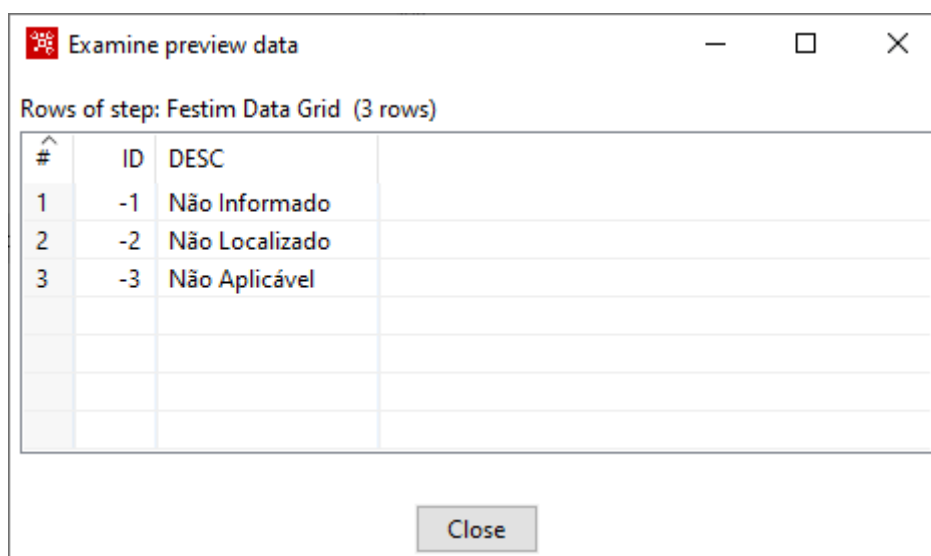 Examine preview data
Rows of step: Festim Data Grid (3 rows)
# ID DESC
1 -1 Não Informado
2 -2 Não Localizado
3 -3 Não Aplicável
Close